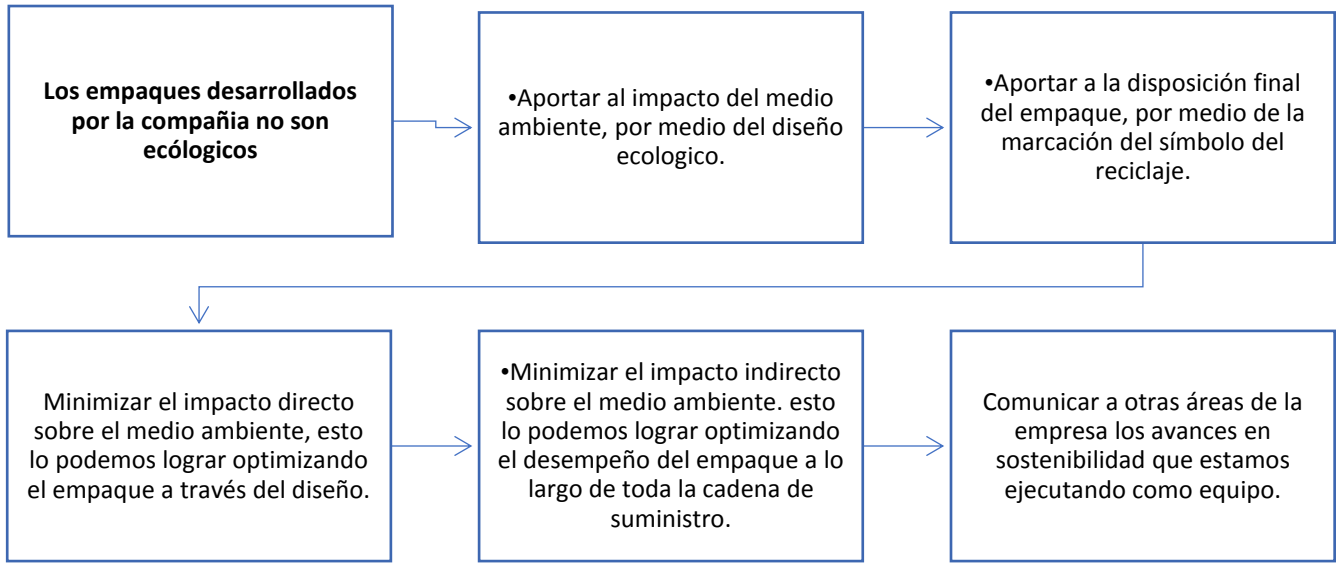 Los empaques desarrollados
por la compañia no son
ecólogicos
•Aportar al impacto del medio
ambiente, por medio del diseño
ecologico.
•Aportar a la disposición final
del empaque, por medio de la
marcación del símbolo del
reciclaje.
Minimizar el impacto directo
sobre el medio ambiente, esto
lo podemos lograr optimizando
el empaque a través del diseño.
•Minimizar el impacto indirecto
sobre el medio ambiente. esto
lo podemos lograr optimizando
el desempeño del empaque a lo
largo de toda la cadena de
suministro.
Comunicar a otras áreas de la
empresa los avances en
sostenibilidad que estamos
ejecutando como equipo.